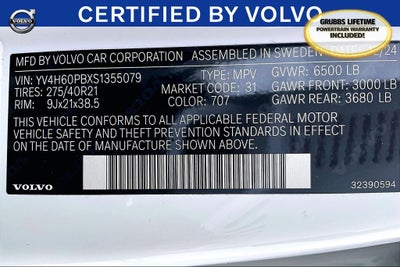 CERTIFIED BY VOLVO
VOLVO
GRUBBS LIFETIME
POWERTRAIN WARRANTY
MFD BY VOLVO CAR CORPORATION ASSEMBLED IN SWEDEN
VIN: YV4H60PBXS1355079 TYPE: MPV GVWR: 6500 LB
TIRES: 275/40R21 MARKET: 31 GAWR FRONT: 3000 LB
RIM: 9Jx21x38.5 COLOR: 707 GAWR REAR: 3680 LB
THIS VEHICLE CONFORMS TO ALL APPLICABLE FEDERAL MOTOR
VEHICLE SAFETY AND THEFT PREVENTION STANDARDS IN EFFECT
ON THE DATE OF MANUFACTURE SHOWN ABOVE
VOLVO
32390594